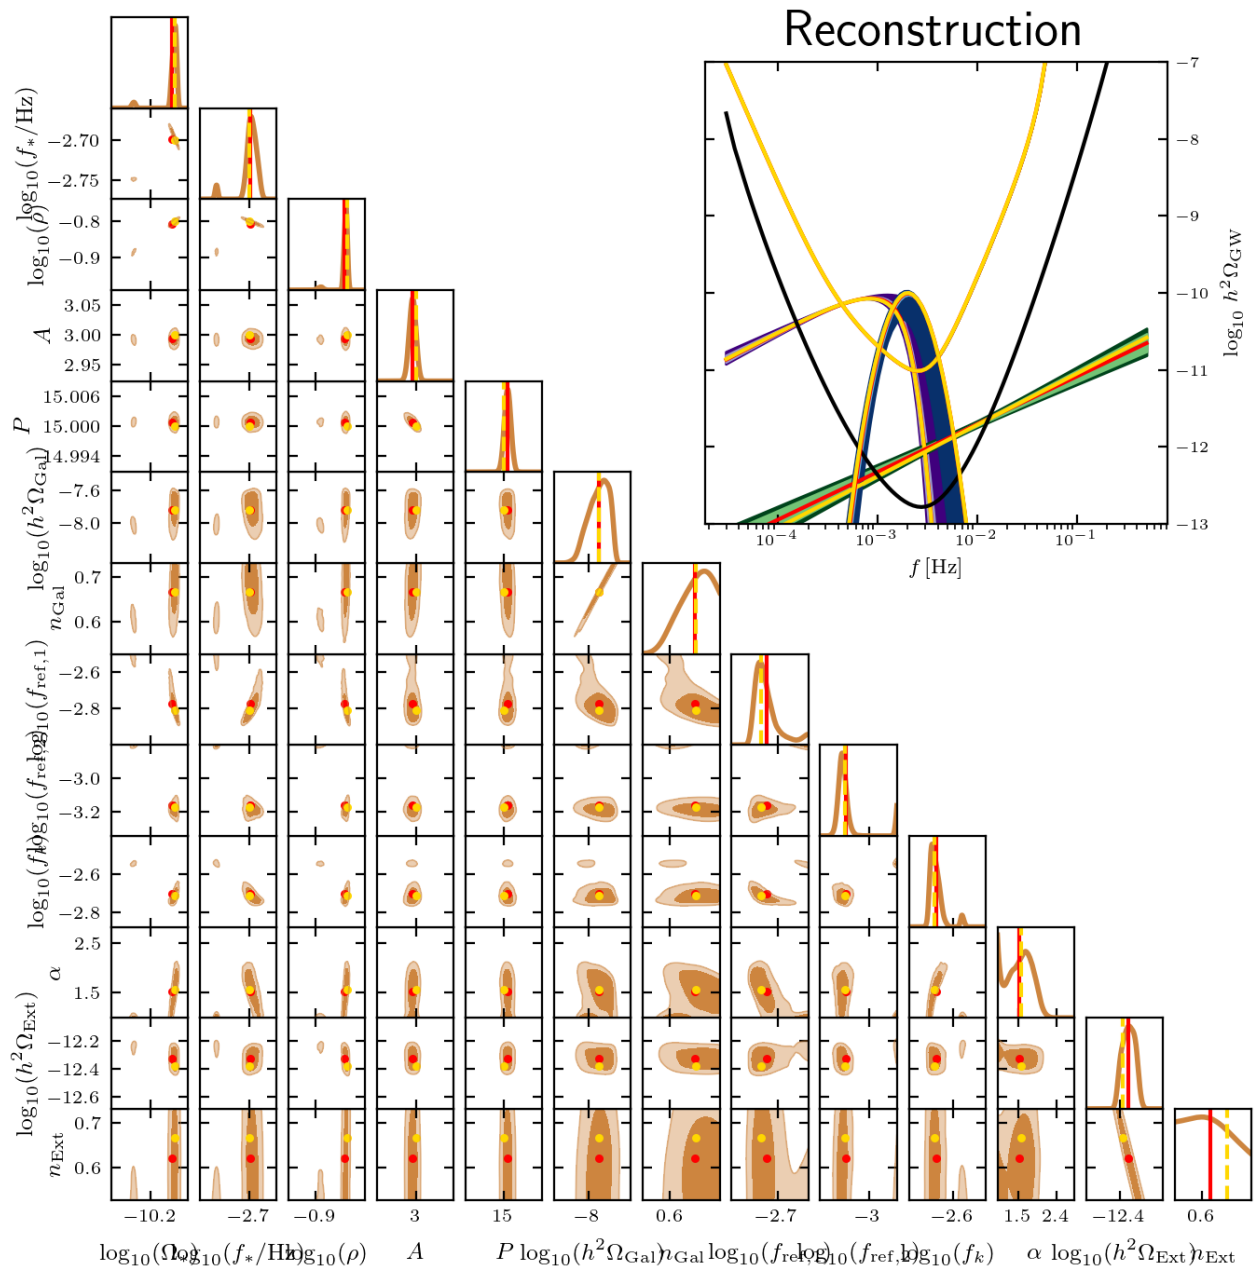 Reconstruction
−7
−8
−9
−10
−11
−12
−13
log₁₀ h²Ω_GW
10⁻⁴ 10⁻³ 10⁻² 10⁻¹
f [Hz]
log₁₀(f_*/Hz)
−2.70
−2.75
log₁₀(ρ)
−0.8
−0.9
A
3.05
3.00
2.95
P
15.006
15.000
14.994
log₁₀(h²Ω_Gal)
−7.6
−8.0
n_Gal
0.7
0.6
log₁₀(f_ref,1)
−2.6
−2.8
log₁₀(f_ref,2)
−3.0
−3.2
log₁₀(f_k)
−2.6
−2.8
α
2.5
1.5
log₁₀(h²Ω_Ext)
−12.2
−12.4
−12.6
n_Ext
0.7
0.6
−10.2 −2.7 −0.9 3 15 −8 0.6 −2.7 −3 −2.6 1.5 2.4 −12.4 0.6
log₁₀(Ω_*) log₁₀(f_*/Hz) log₁₀(ρ) A P log₁₀(h²Ω_Gal) n_Gal log₁₀(f_ref,1) log₁₀(f_ref,2) log₁₀(f_k) α log₁₀(h²Ω_Ext) n_Ext